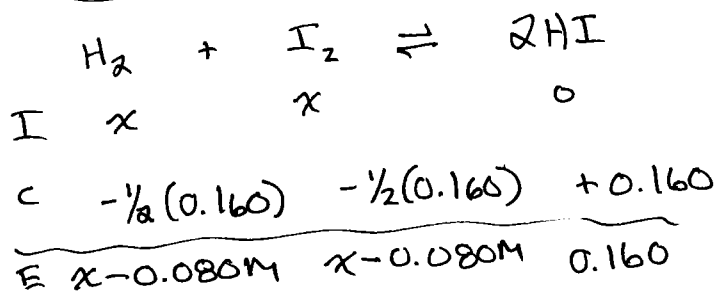 H₂ + I₂ ⇌ 2HI
I x x 0
C -½(0.160) -½(0.160) +0.160
E x-0.080M x-0.080M 0.160